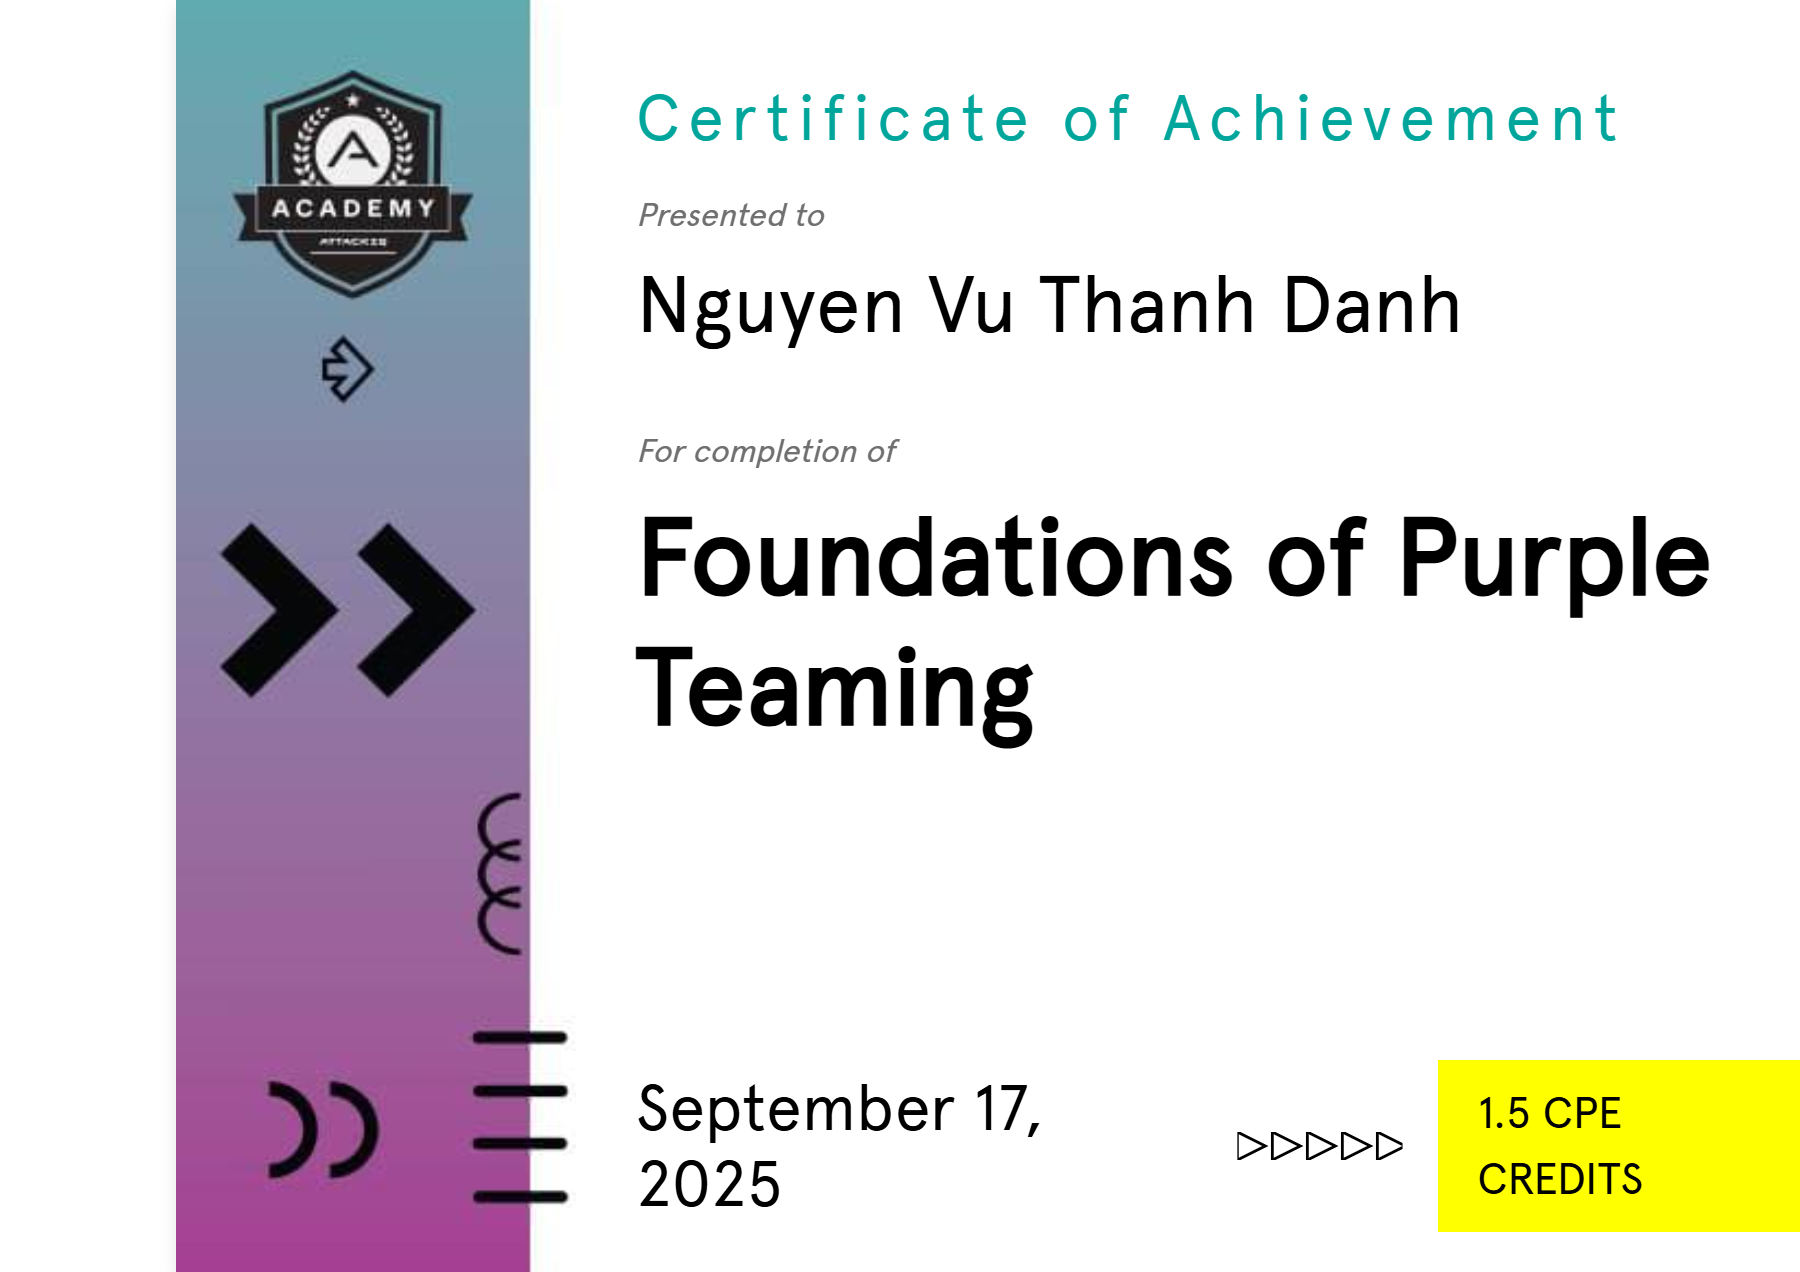 ACADEMY
ATTACKIQ
Certificate of Achievement
Presented to
Nguyen Vu Thanh Danh
For completion of
Foundations of Purple
Teaming
September 17,
2025
1.5 CPE
CREDITS